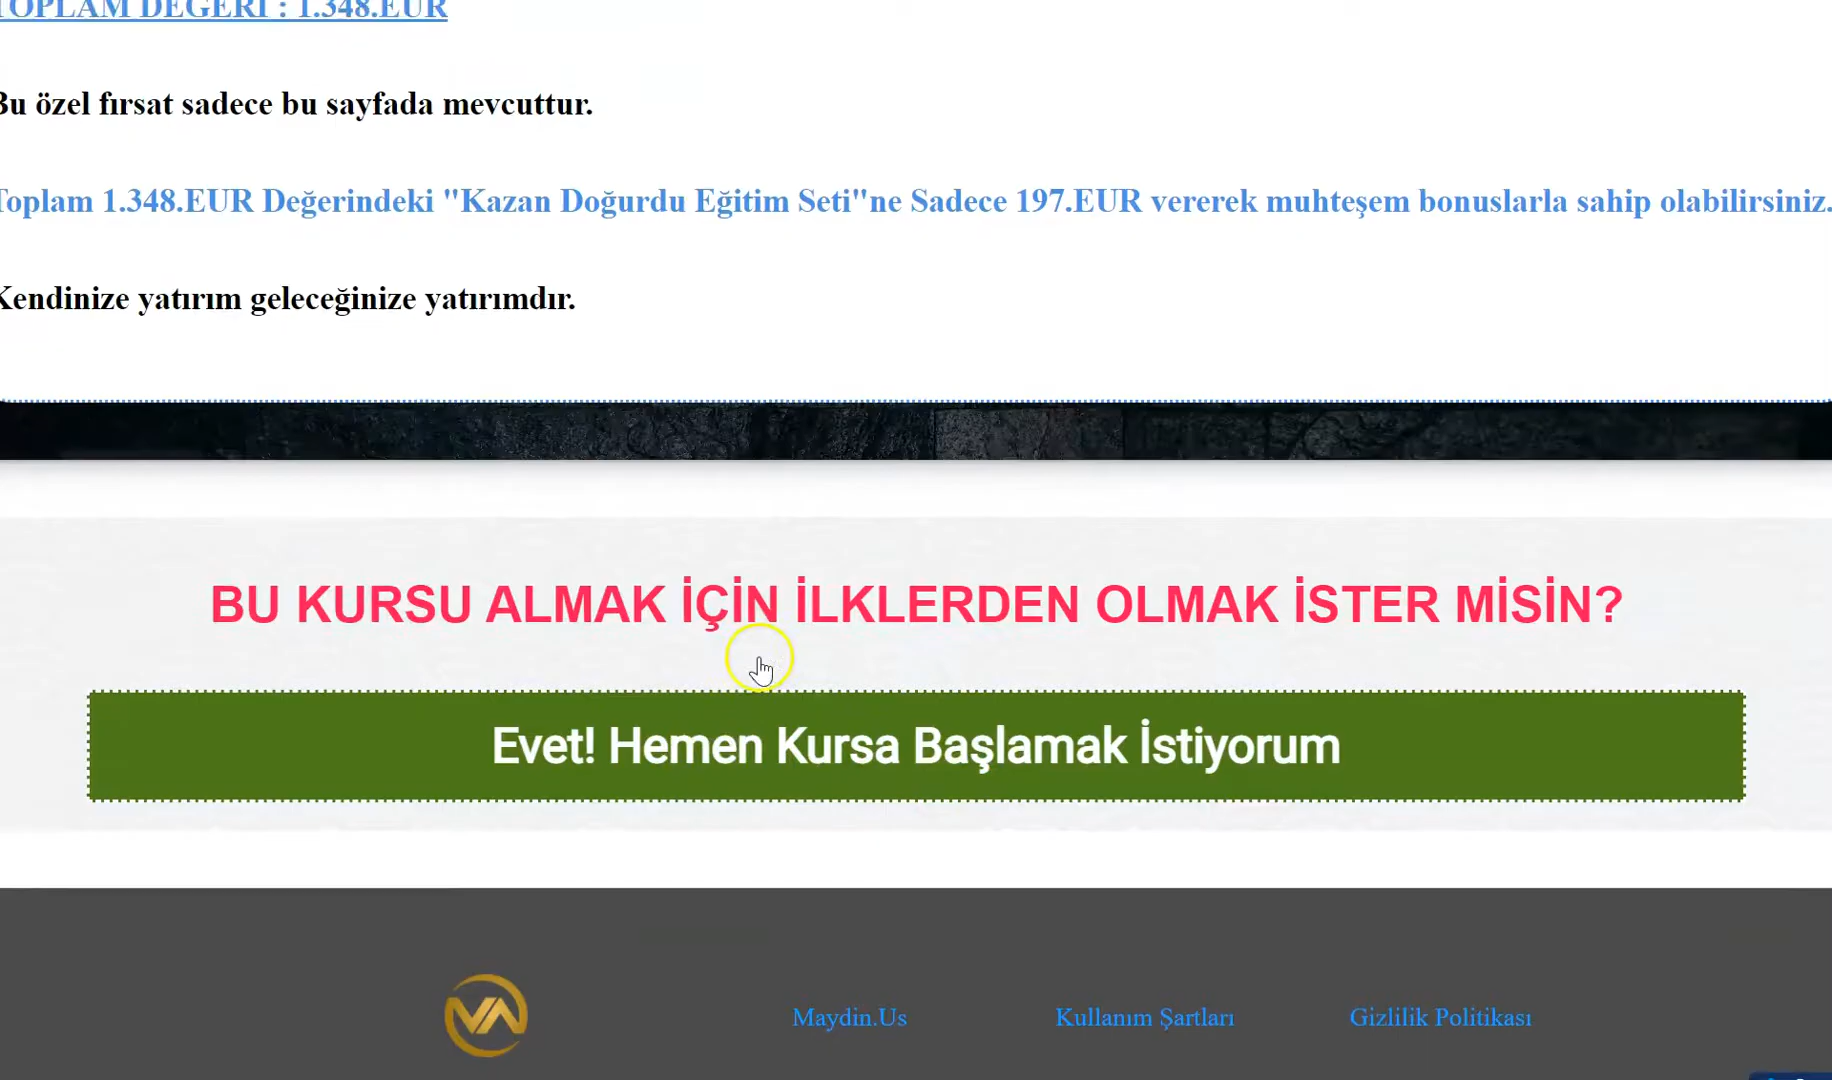 TOPLAM DEĞERİ : 1.348.EUR
Bu özel fırsat sadece bu sayfada mevcuttur.
Toplam 1.348.EUR Değerindeki "Kazan Doğurdu Eğitim Seti"ne Sadece 197.EUR vererek muhteşem bonuslarla sahip olabilirsiniz.
Kendinize yatırım geleceğinize yatırımdır.
BU KURSU ALMAK İÇİN İLKLERDEN OLMAK İSTER MİSİN?
Evet! Hemen Kursa Başlamak İstiyorum
Maydin.Us Kullanım Şartları Gizlilik Politikası